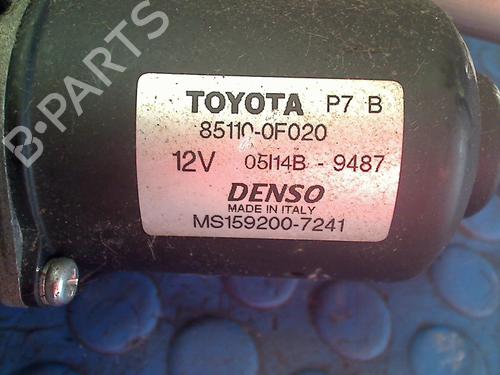 B-PARTS
TOYOTA P7 B
85110-0F020
12V 05I14B - 9487
DENSO
MADE IN ITALY
MS159200-7241